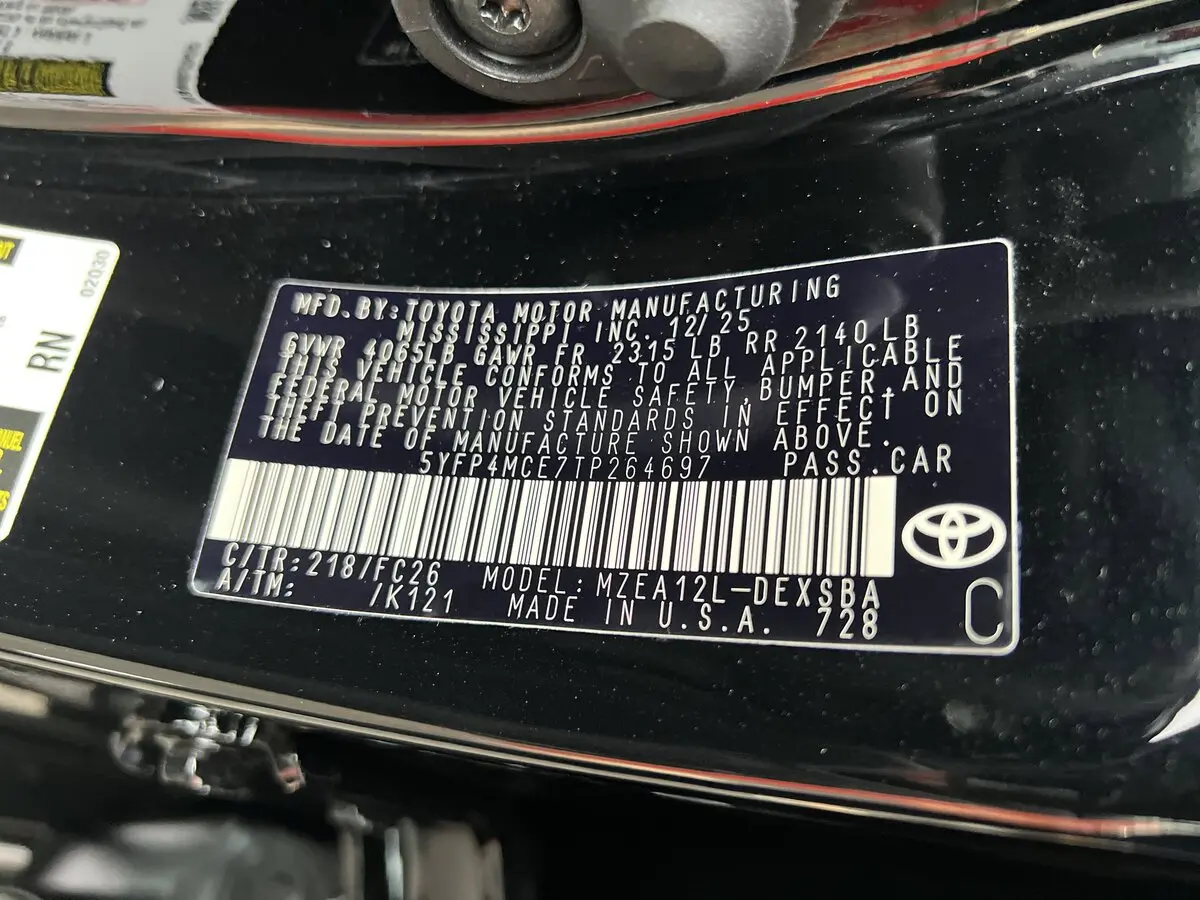 02030
RN
MFD.BY:TOYOTA MOTOR MANUFACTURING
MISSISSIPPI INC. 12/25
GVWR 4065LB GAWR FR 2315 LB RR 2140 LB
THIS VEHICLE CONFORMS TO ALL APPLICABLE
FEDERAL MOTOR VEHICLE SAFETY,BUMPER,AND
THEFT PREVENTION STANDARDS IN EFFECT ON
THE DATE OF MANUFACTURE SHOWN ABOVE.
5YFP4MCE7TP264697 PASS.CAR
C/TR:218/FC26 MODEL:MZEA12L-DEXSBA
A/TM: /K121 MADE IN U.S.A. 728
C